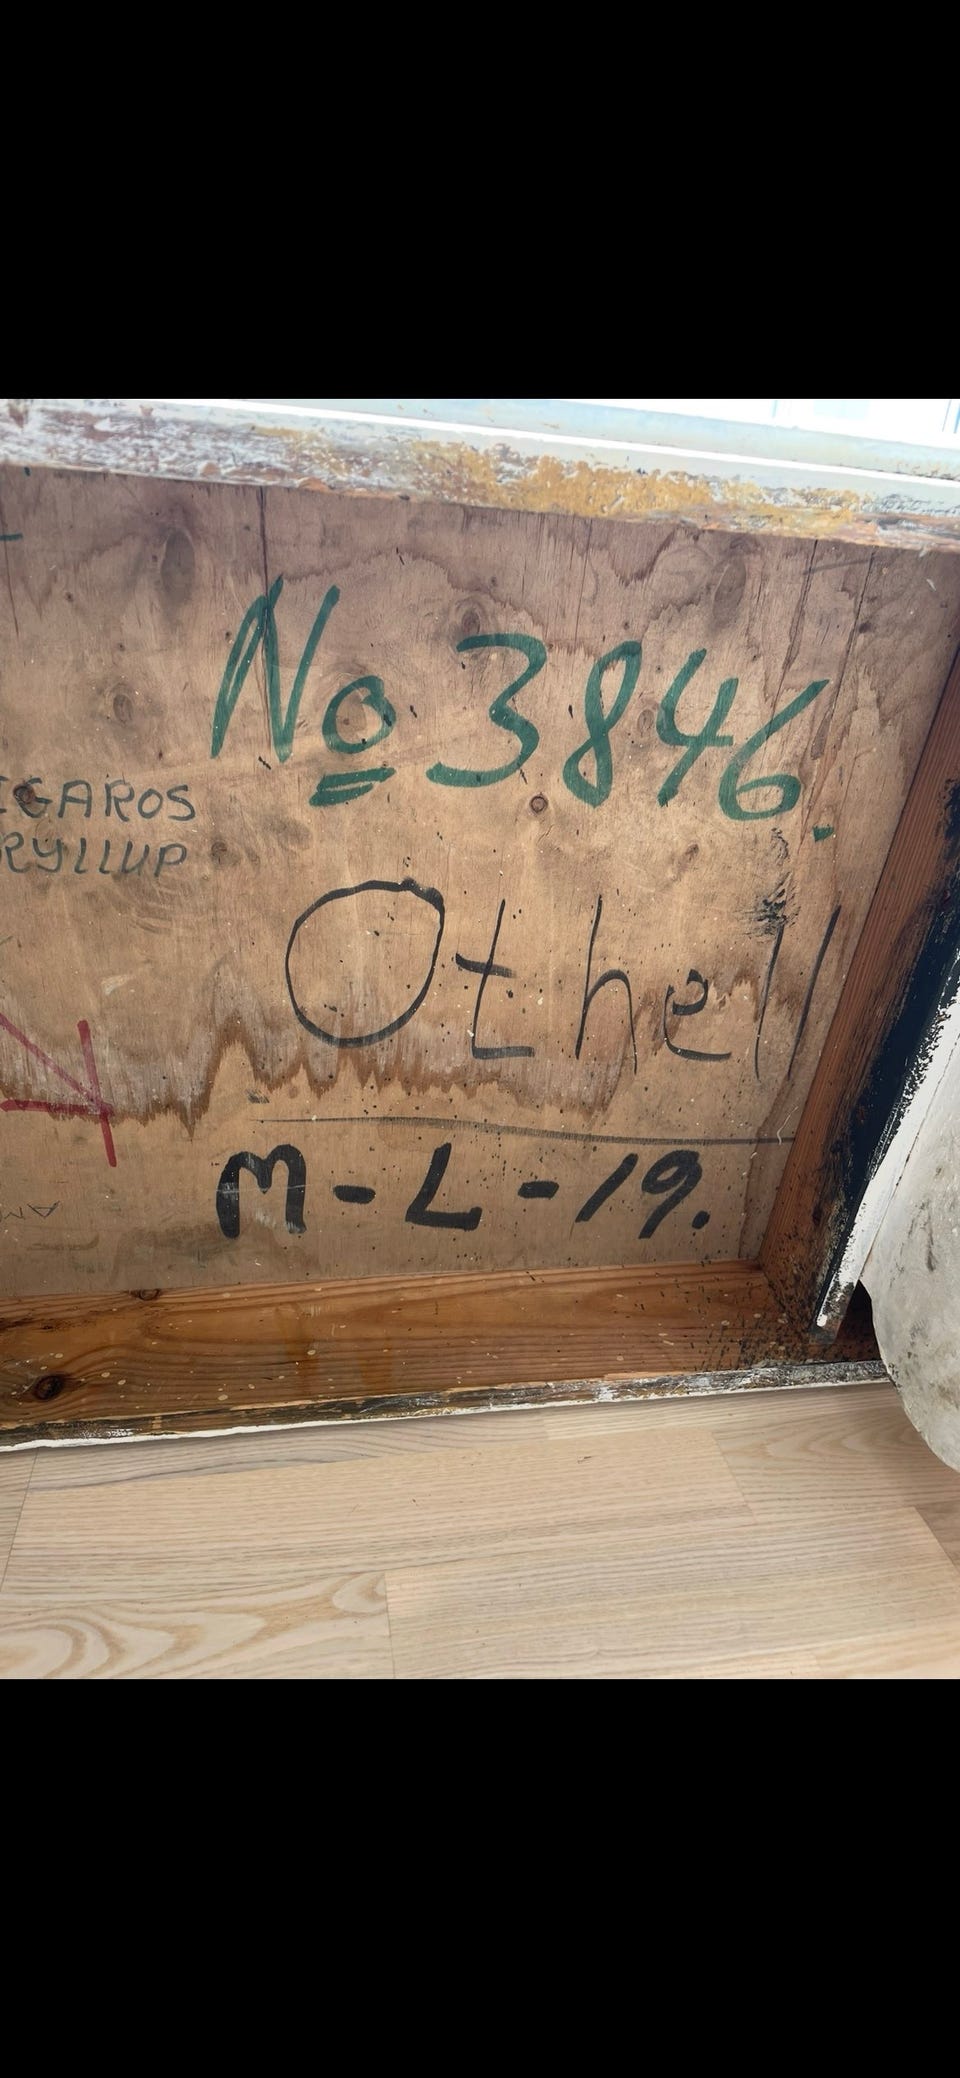 No 3846.
IGAROS
RYLLUP
Othell
M-L-19.